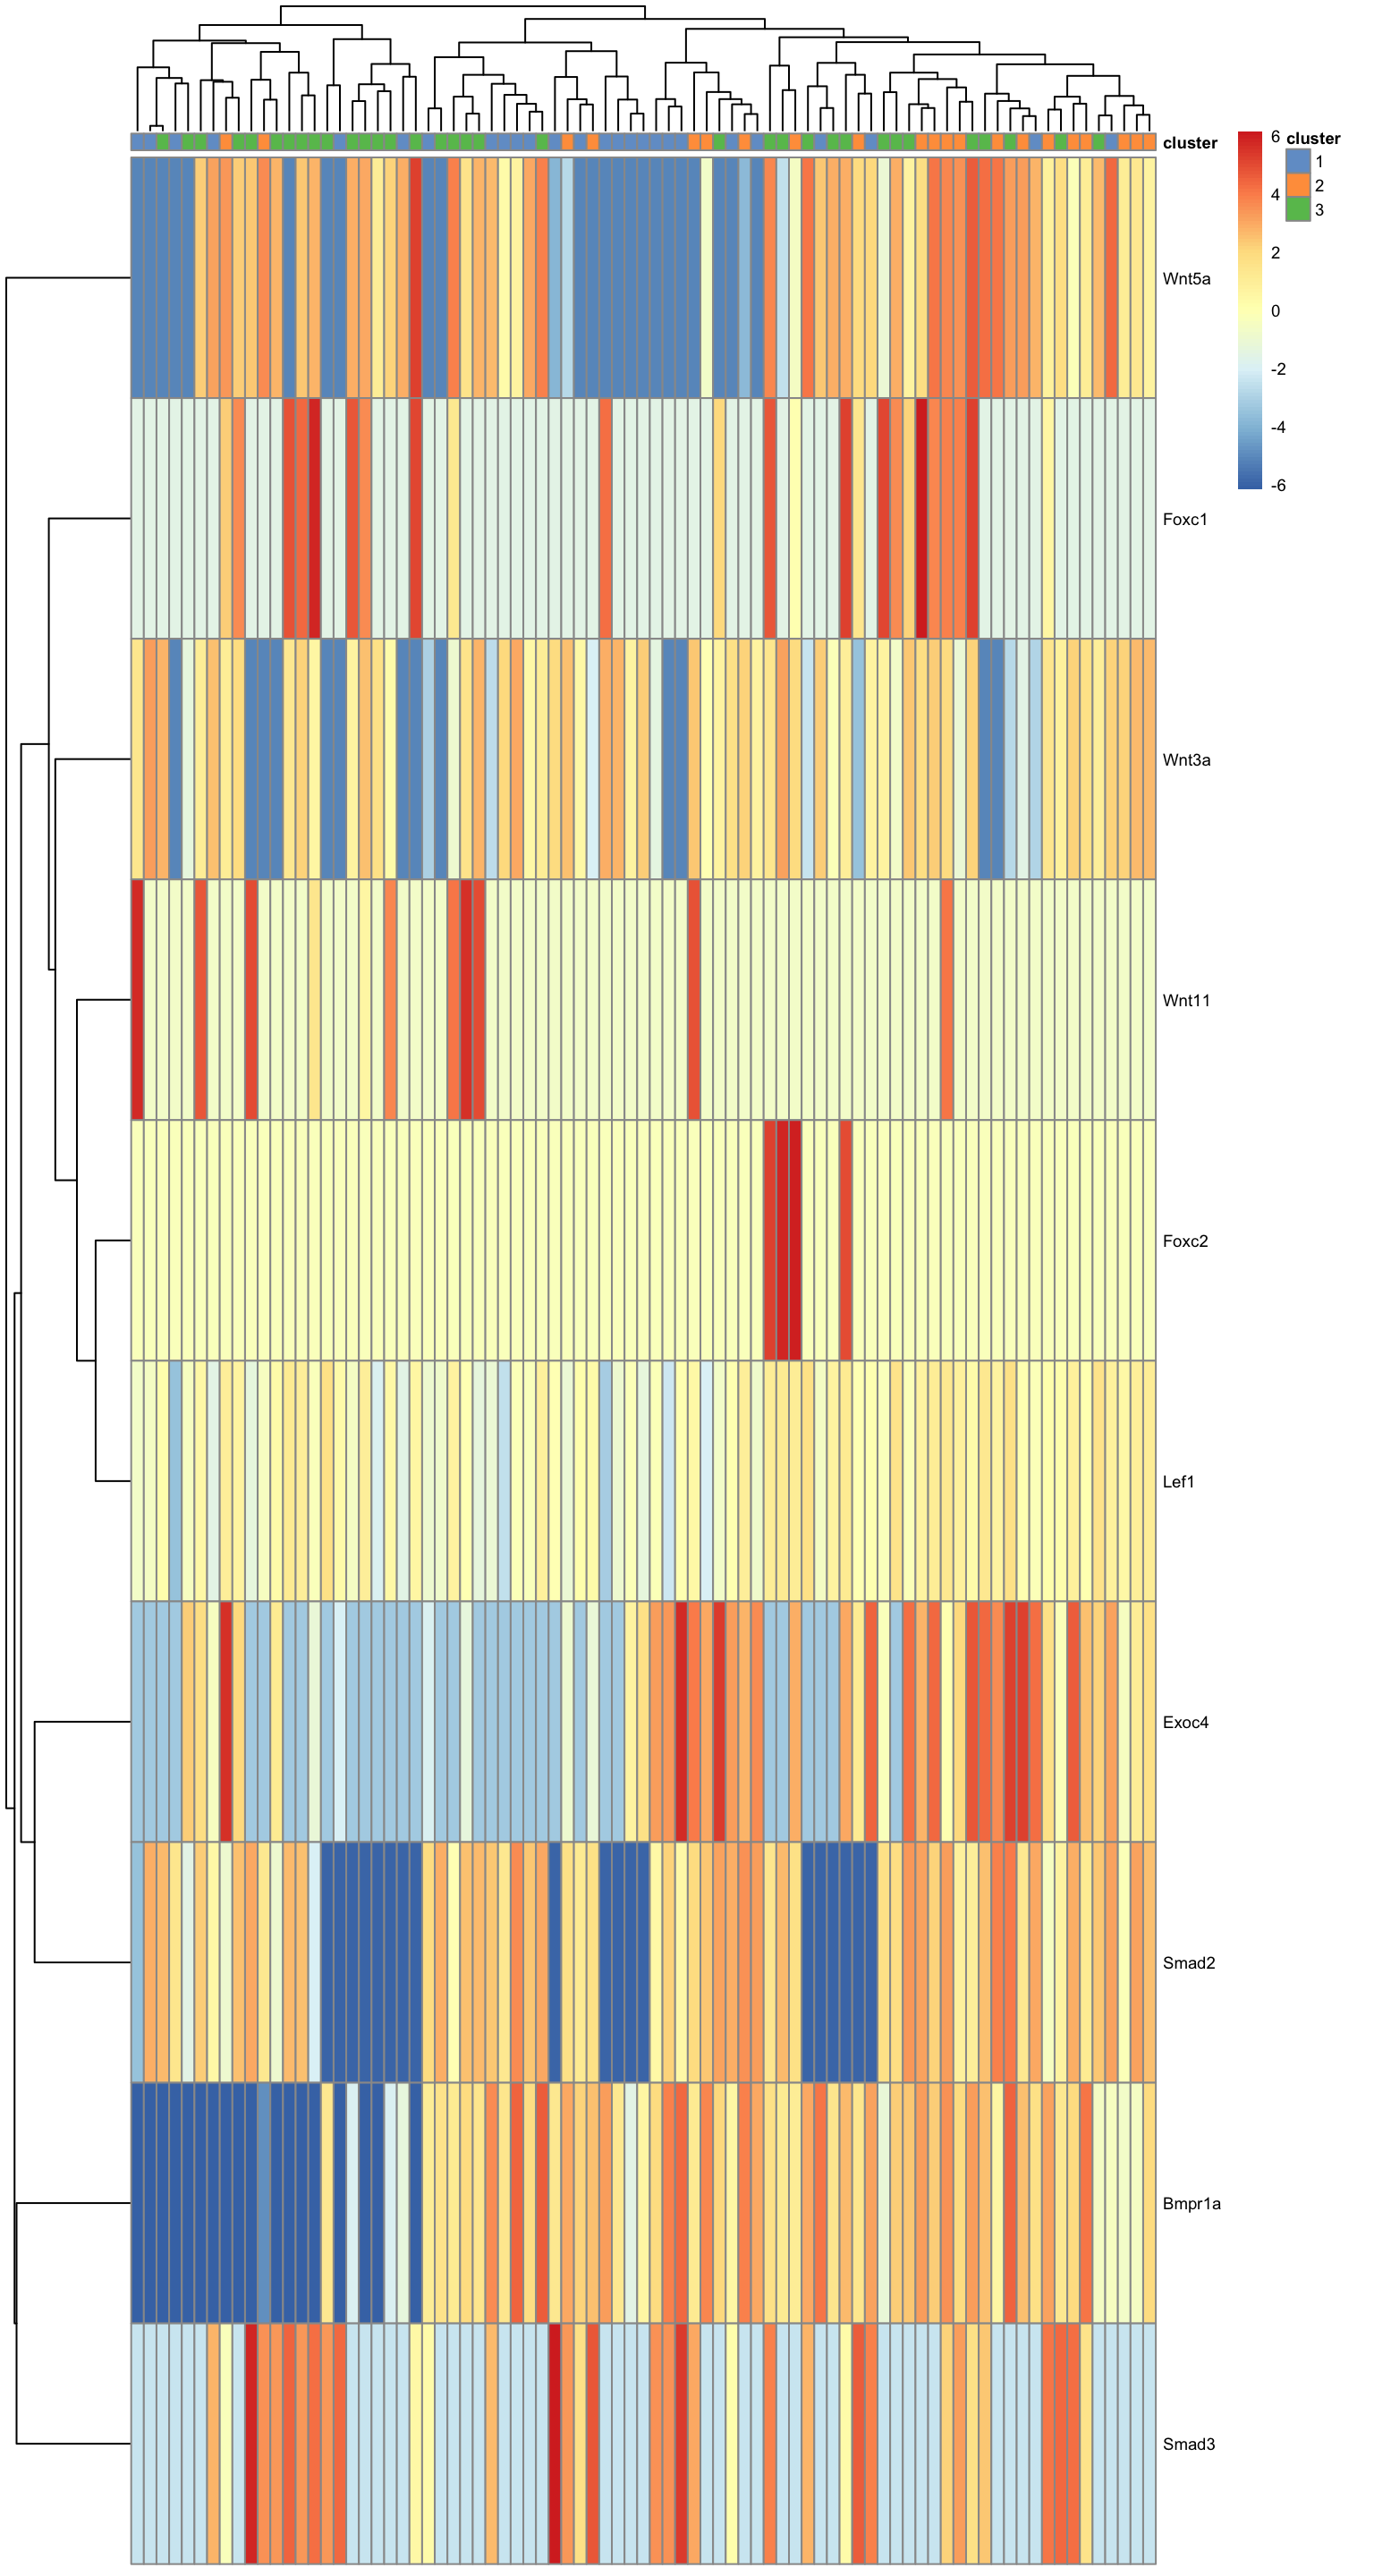 cluster
6
4
2
0
-2
-4
-6
cluster
1
2
3
Wnt5a
Foxc1
Wnt3a
Wnt11
Foxc2
Lef1
Exoc4
Smad2
Bmpr1a
Smad3